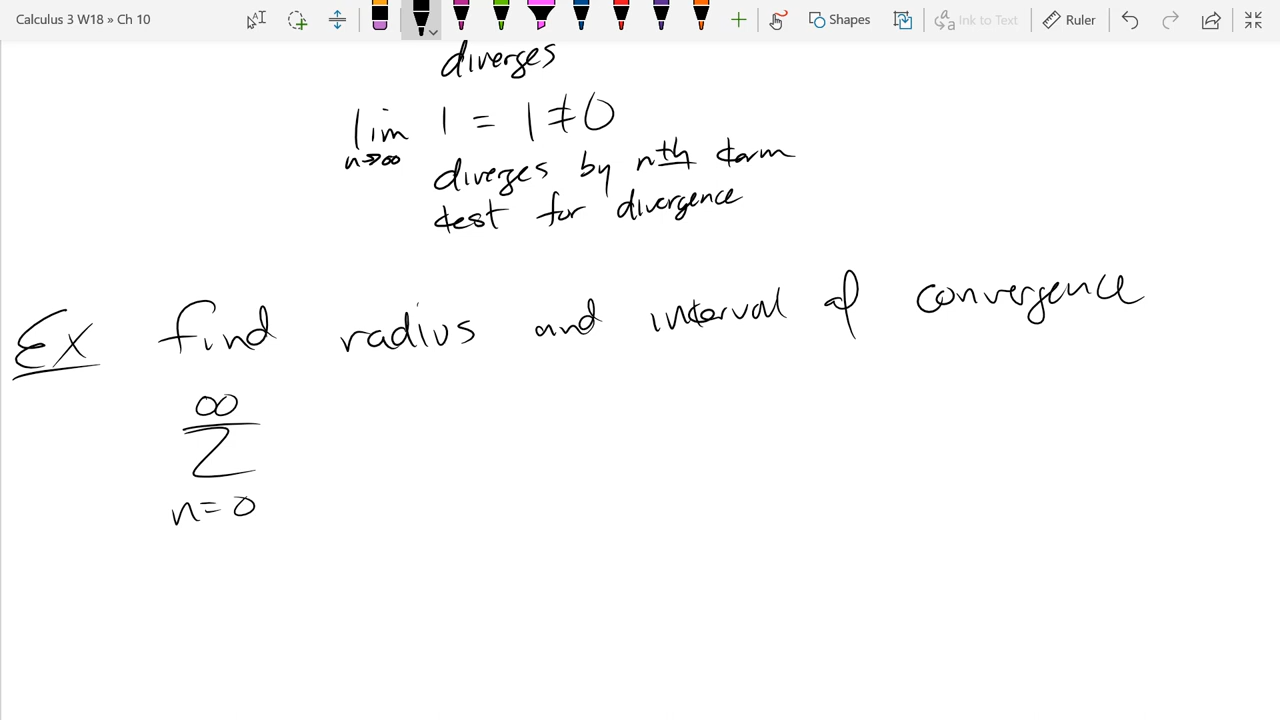 Calculus 3 W18 » Ch 10
Shapes
Ink to Text
Ruler
diverges
lim 1 = 1 ≠ 0
n→∞
diverges by nth term
test for divergence
Ex find radius and interval of convergence
∞
Σ
n=0